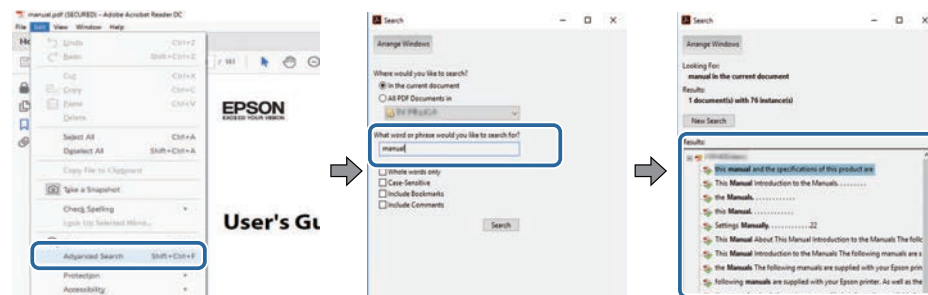 manual.pdf (SECURED) - Adobe Acrobat Reader DC
File Edit View Window Help
Undo Ctrl+Z
Shift+Ctrl+Z
Cut Ctrl+X
Copy Ctrl+C
Paste Ctrl+V
Delete
Select All Ctrl+A
Deselect All Shift+Ctrl+A
Copy File to Clipboard
Take a Snapshot
Check Spelling
Advanced Search Shift+Ctrl+F
Protection
Accessibility
EPSON
EXCEED YOUR VISION
User's Gu
Search
Arrange Windows
Where would you like to search?
In the current document
All PDF Documents in
What word or phrase would you like to search for?
manual
Whole words only
Case-Sensitive
Include Bookmarks
Include Comments
Search
Search
Arrange Windows
Looking For:
manual in the current document
Results:
1 document(s) with 76 instance(s)
New Search
Results:
this manual and the specifications of this product are
This Manual Introduction to the Manuals. . . . . . . . .
the Manuals. . . . . . . . . . . . .
this Manual. . . . . . . . . . . . .
Settings Manually. . . . . . . . . . . . .22
This Manual About This Manual Introduction to the Manuals The follc
This Manual Introduction to the Manuals The following manuals are s
the Manuals The following manuals are supplied with your Epson prin
following manuals are supplied with your Epson printer. As well as the